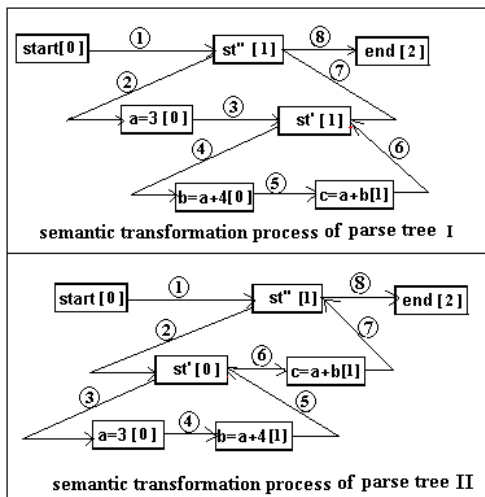 ① ⑧
start[0] st'' [1] end [2]
② ⑦
③
a=3 [0] st' [1]
④ ⑥
⑤
b=a+4[0] c=a+b[1]
semantic transformation process of parse tree I
① ⑧
start [0] st'' [1] end [2]
② ⑦
⑥
st' [0] c=a+b[1]
③ ⑤
④
a=3 [0] b=a+4[1]
semantic transformation process of parse tree II